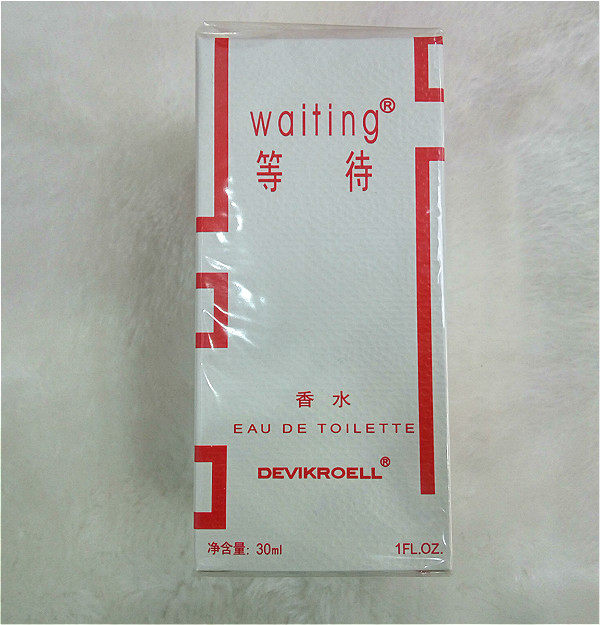 waiting®
等 待
香 水
EAU DE TOILETTE
DEVIKROELL®
净含量: 30ml 1FL.OZ.